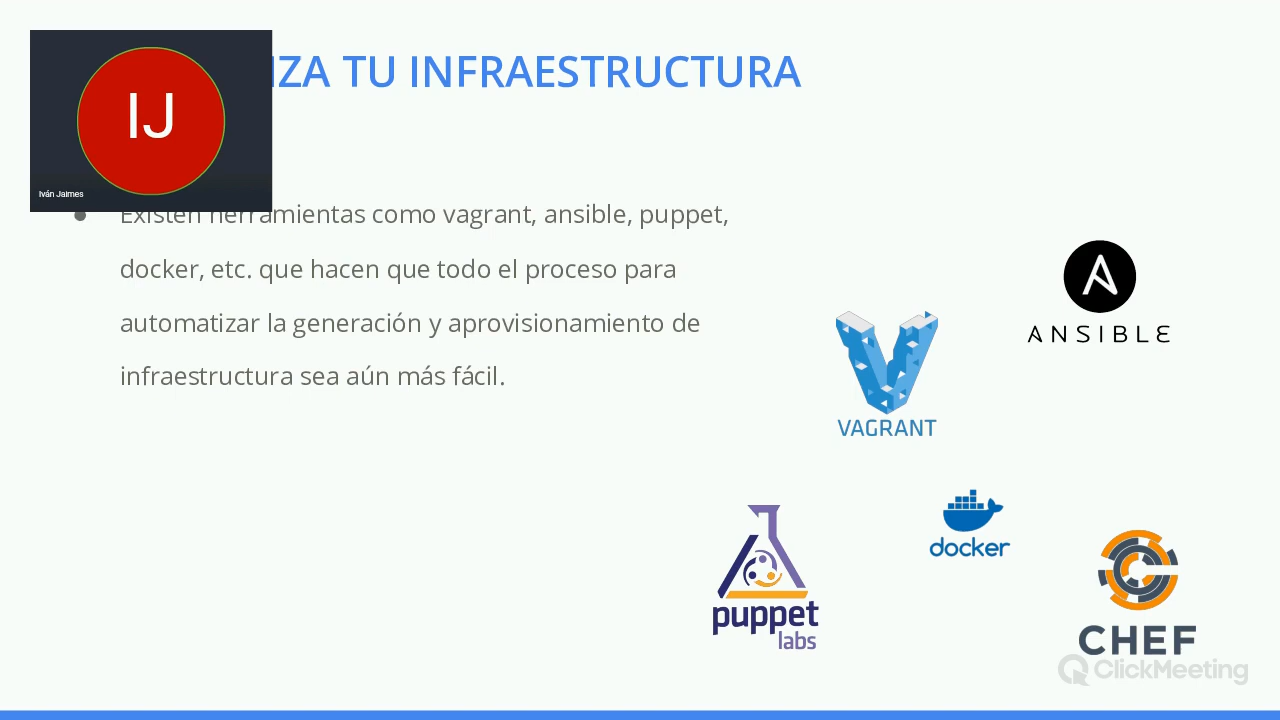 IZA TU INFRAESTRUCTURA
IJ
Iván Jaimes
Existen herramientas como vagrant, ansible, puppet,
docker, etc. que hacen que todo el proceso para
automatizar la generación y aprovisionamiento de
infraestructura sea aún más fácil.
ANSIBLE
VAGRANT
docker
puppet
labs
CHEF
ClickMeeting